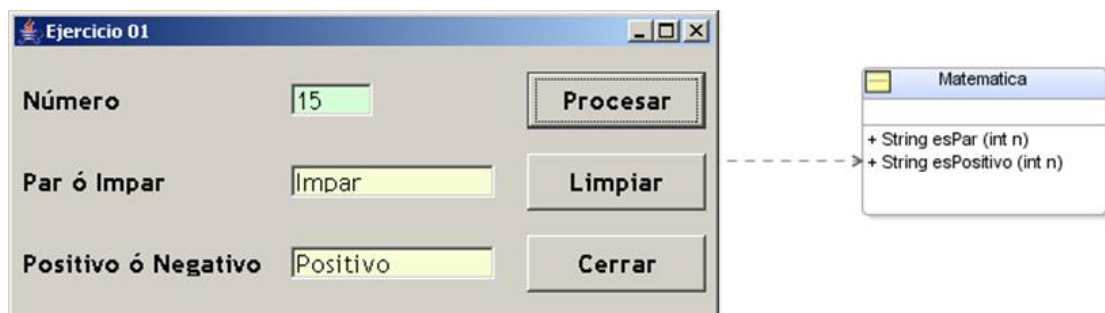 Ejercicio 01
Número
15
Procesar
Par ó Impar
Impar
Limpiar
Positivo ó Negativo
Positivo
Cerrar
Matematica
+ String esPar (int n)
+ String esPositivo (int n)